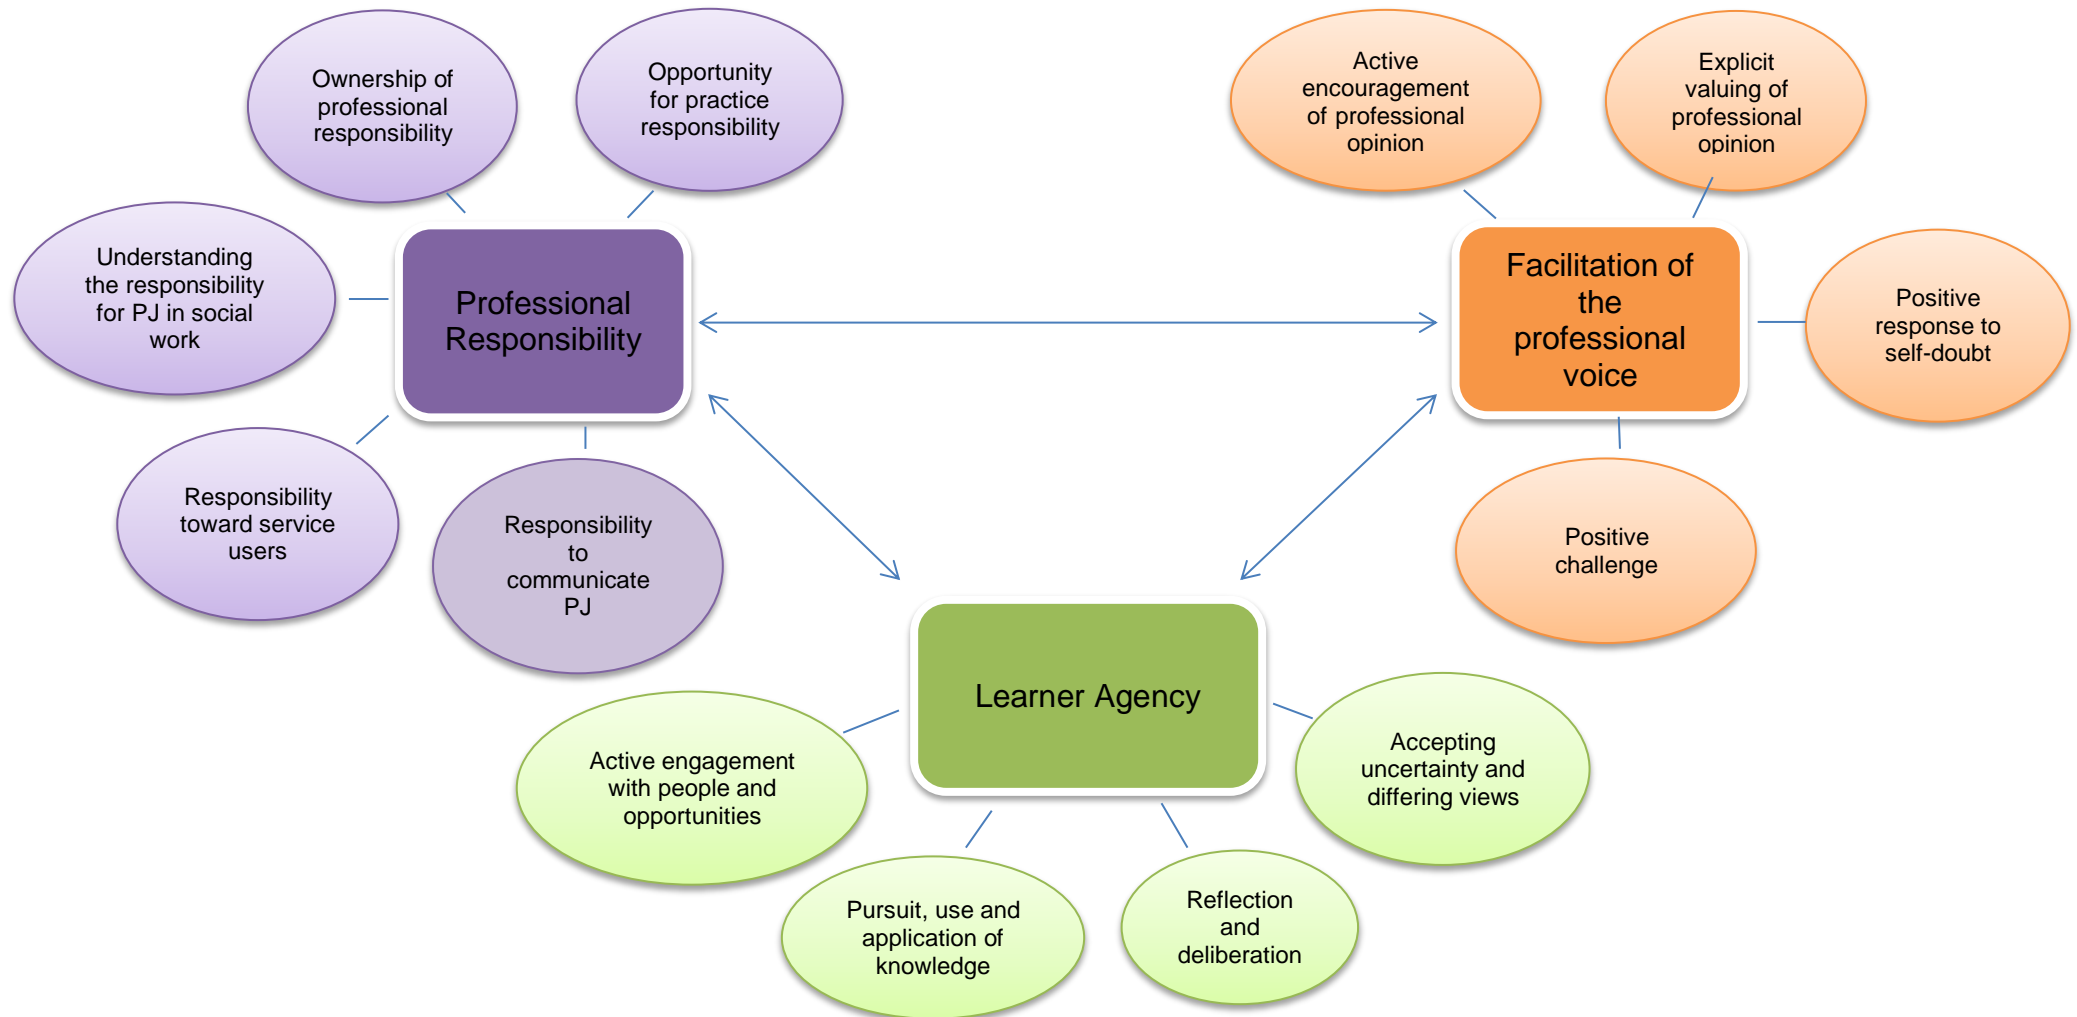 Ownership of
professional
responsibility
Opportunity
for practice
responsibility
Active
encouragement
of professional
opinion
Explicit
valuing of
professional
opinion
Understanding
the responsibility
for PJ in social
work
Professional
Responsibility
Facilitation of
the
professional
voice
Positive
response to
self-doubt
Responsibility
toward service
users
Responsibility
to
communicate
PJ
Positive
challenge
Learner Agency
Active engagement
with people and
opportunities
Accepting
uncertainty and
differing views
Pursuit, use and
application of
knowledge
Reflection
and
deliberation